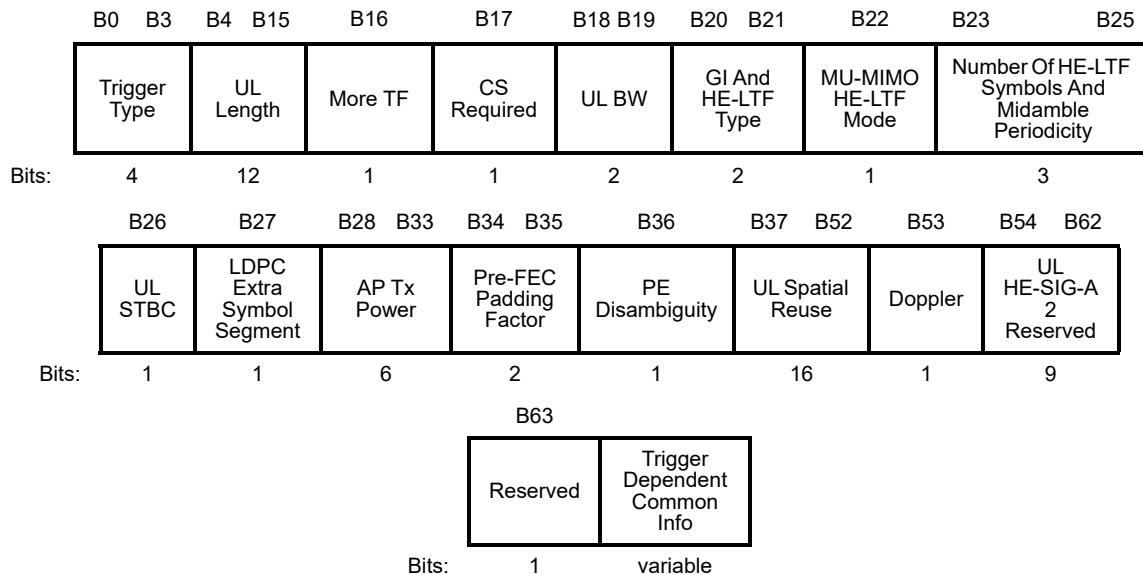 B0 B3 B4 B15 B16 B17 B18 B19 B20 B21 B22 B23 B25
Trigger
Type
UL
Length
More TF
CS
Required
UL BW
GI And
HE-LTF
Type
MU-MIMO
HE-LTF
Mode
Number Of HE-LTF
Symbols And
Midamble
Periodicity
Bits: 4 12 1 1 2 2 1 3
B26 B27 B28 B33 B34 B35 B36 B37 B52 B53 B54 B62
UL
STBC
LDPC
Extra
Symbol
Segment
AP Tx
Power
Pre-FEC
Padding
Factor
PE
Disambiguity
UL Spatial
Reuse
Doppler
UL
HE-SIG-A
2
Reserved
Bits: 1 1 6 2 1 16 1 9
B63
Reserved
Trigger
Dependent
Common
Info
Bits: 1 variable